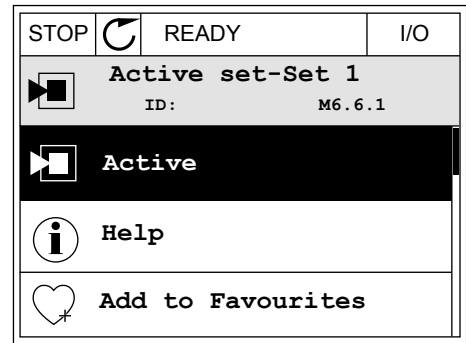 STOP READY I/O
Active set-Set 1
ID: M6.6.1
Active
Help
Add to Favourites